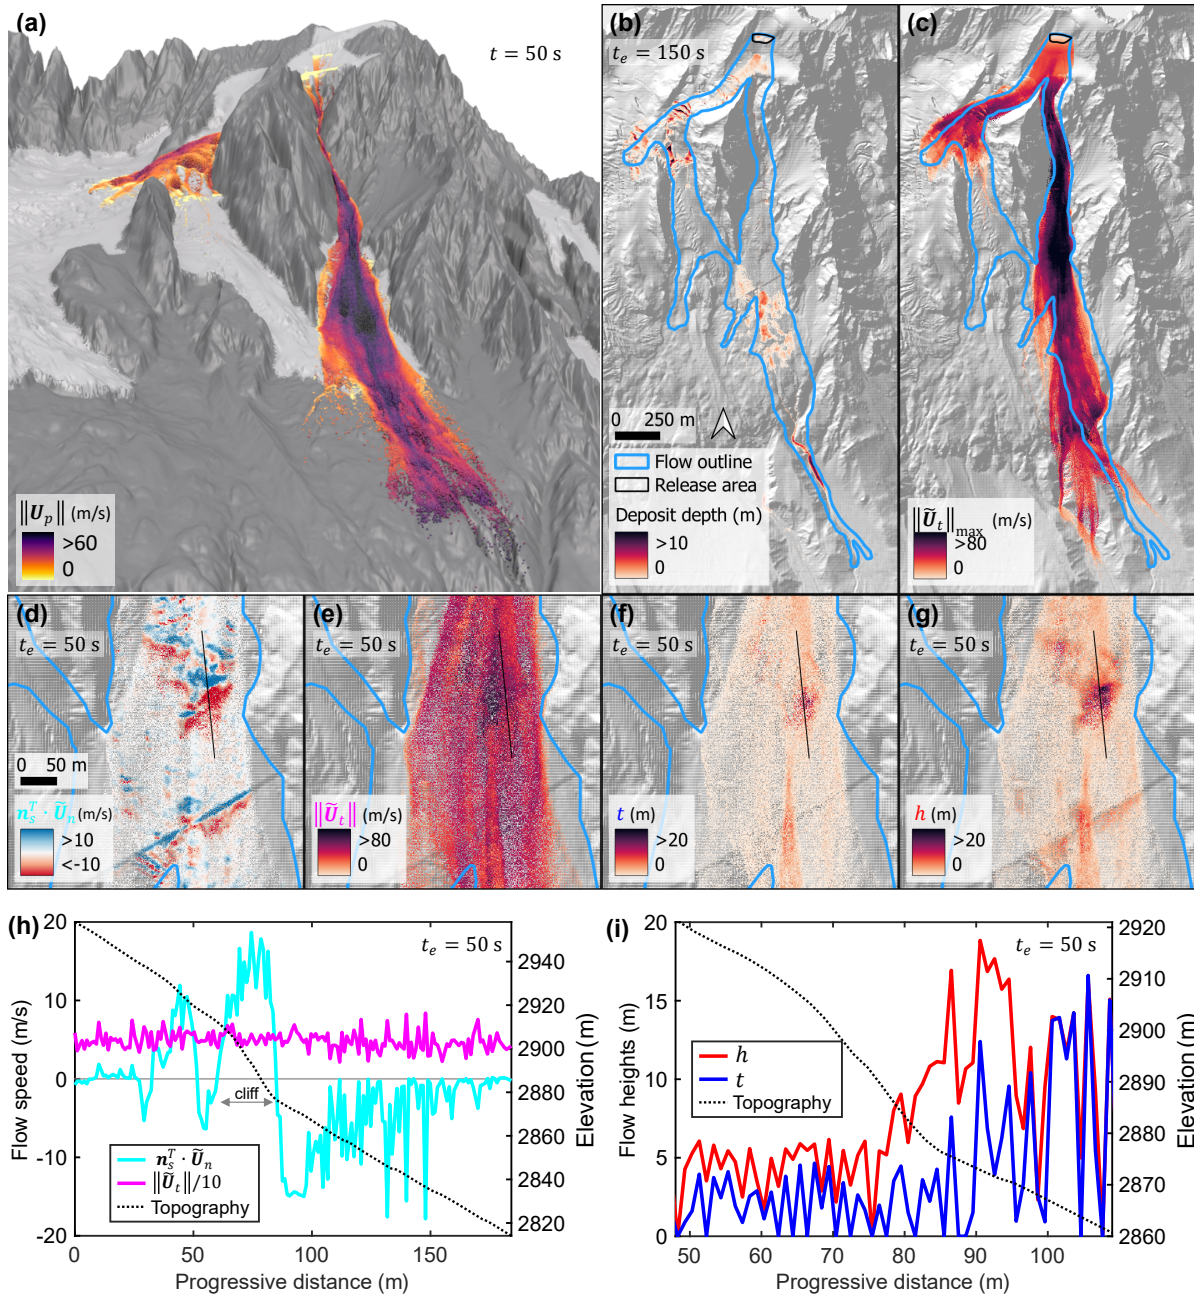 (a)
t = 50 s
‖U_p‖ (m/s)
>60
0
(b)
t_e = 150 s
0 250 m
Flow outline
Release area
Deposit depth (m)
>10
0
(c)
‖Ũ_t‖_max (m/s)
>80
0
(d)
t_e = 50 s
0 50 m
n_s^T · Ũ_n (m/s)
>10
<-10
(e)
t_e = 50 s
‖Ũ_t‖ (m/s)
>80
0
(f)
t_e = 50 s
t (m)
>20
0
(g)
t_e = 50 s
h (m)
>20
0
(h)
t_e = 50 s
20
10
0
-10
-20
Flow speed (m/s)
cliff
n_s^T · Ũ_n
‖Ũ_t‖/10
Topography
0 50 100 150
Progressive distance (m)
2940
2920
2900
2880
2860
2840
2820
Elevation (m)
(i)
t_e = 50 s
20
15
10
5
0
Flow heights (m)
h
t
Topography
50 60 70 80 90 100
Progressive distance (m)
2920
2910
2900
2890
2880
2870
2860
Elevation (m)